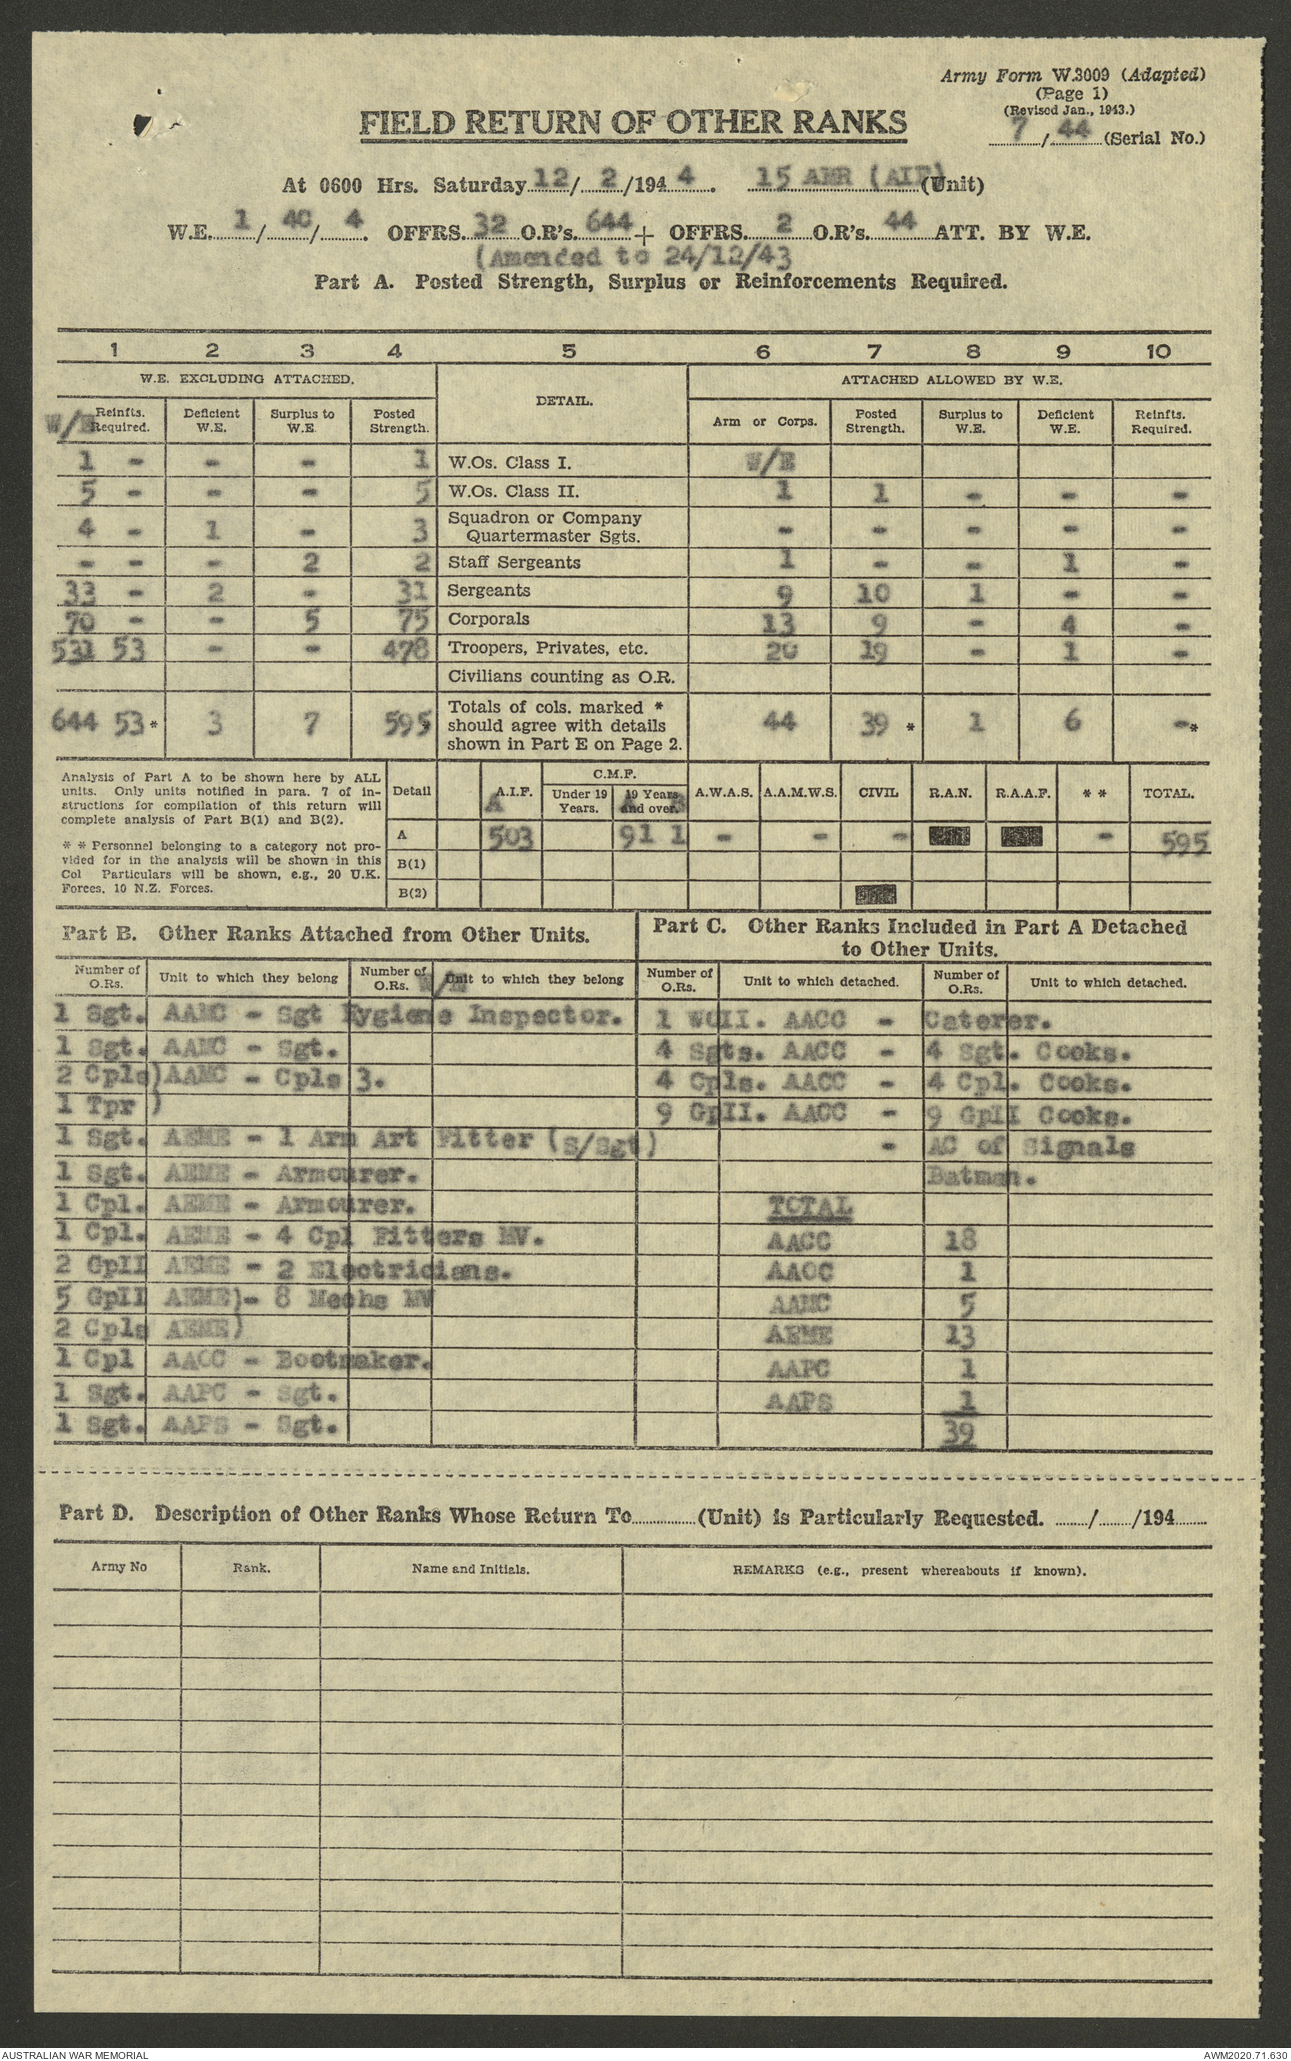 Army Form W.3009 (Adapted)
(Page 1)
(Revised Jan., 1943.)
7/44 (Serial No.)
FIELD RETURN OF OTHER RANKS
At 0600 Hrs. Saturday 12/2/1944. 15 AMR (AIF) (Unit)
W.E. 1/4C/4. OFFRS. 32 O.R's. 644 + OFFRS. 2 O.R's. 44 ATT. BY W.E.
(Amended to 24/12/43
Part A. Posted Strength, Surplus or Reinforcements Required.
1 2 3 4 5 6 7 8 9 10
W.E. EXCLUDING ATTACHED. DETAIL. ATTACHED ALLOWED BY W.E.
W/E Reinfts. Required. Deficient W.E. Surplus to W.E. Posted Strength. Arm or Corps. Posted Strength. Surplus to W.E. Deficient W.E. Reinfts. Required.
1 - - - 1 W.Os. Class I. W/E
5 - - - 5 W.Os. Class II. 1 1 - - -
4 - 1 - 3 Squadron or Company Quartermaster Sgts. - - - - -
- - - 2 2 Staff Sergeants 1 - - 1 -
33 - 2 - 31 Sergeants 9 10 1 - -
70 - - 5 75 Corporals 13 9 - 4 -
531 53 - - 478 Troopers, Privates, etc. 20 19 - 1 -
Civilians counting as O.R.
644 53* 3 7 595* Totals of cols. marked * should agree with details shown in Part E on Page 2. 44 39 * 1 6 -*
Analysis of Part A to be shown here by ALL
units. Only units notified in para. 7 of in-
structions for compilation of this return will
complete analysis of Part B(1) and B(2).
* * Personnel belonging to a category not pro-
vided for in the analysis will be shown in this
Col Particulars will be shown, e.g., 20 U.K.
Forces, 10 N.Z. Forces.
Detail A.I.F. C.M.F. Under 19 Years. 19 Years and over. A.W.A.S. A.A.M.W.S. CIVIL R.A.N. R.A.A.F. * * TOTAL.
A A B
A 503 91 1 - - - - 595
B(1)
B(2)
Part B. Other Ranks Attached from Other Units.
Number of O.Rs. Unit to which they belong Number of O.Rs. Unit to which they belong
W/E
1 Sgt. AAMC - Sgt Hygiene Inspector.
1 Sgt. AAMC - Sgt.
2 Cpls) AAMC - Cpls 3.
1 Tpr )
1 Sgt. AEME - 1 Arm Art Fitter (S/Sgt)
1 Sgt. AEME - Armourer.
1 Cpl. AEME - Armourer.
1 Cpl. AEME - 4 Cpl Fitters MV.
2 GpII AEME - 2 Electricians.
5 GpII AEME)- 8 Mechs MV
2 Cpls AEME)
1 Cpl AAOC - Bootmaker.
1 Sgt. AAPC - Sgt.
1 Sgt. AAPS - Sgt.
Part C. Other Ranks Included in Part A Detached
to Other Units.
Number of O.Rs. Unit to which detached. Number of O.Rs. Unit to which detached.
1 WOII. AACC - Caterer.
4 Sgts. AACC - 4 Sgt. Cooks.
4 Cpls. AACC - 4 Cpl. Cooks.
9 GpII. AACC - 9 GpII Cooks.
- AC of Signals
Batman.
TOTAL
AACC 18
AAOC 1
AAMC 5
AEME 13
AAPC 1
AAPS 1
39
Part D. Description of Other Ranks Whose Return To............(Unit) is Particularly Requested. ....../....../194......
Army No Rank. Name and Initials. REMARKS (e.g., present whereabouts if known).
AUSTRALIAN WAR MEMORIAL
AWM2020.71.630